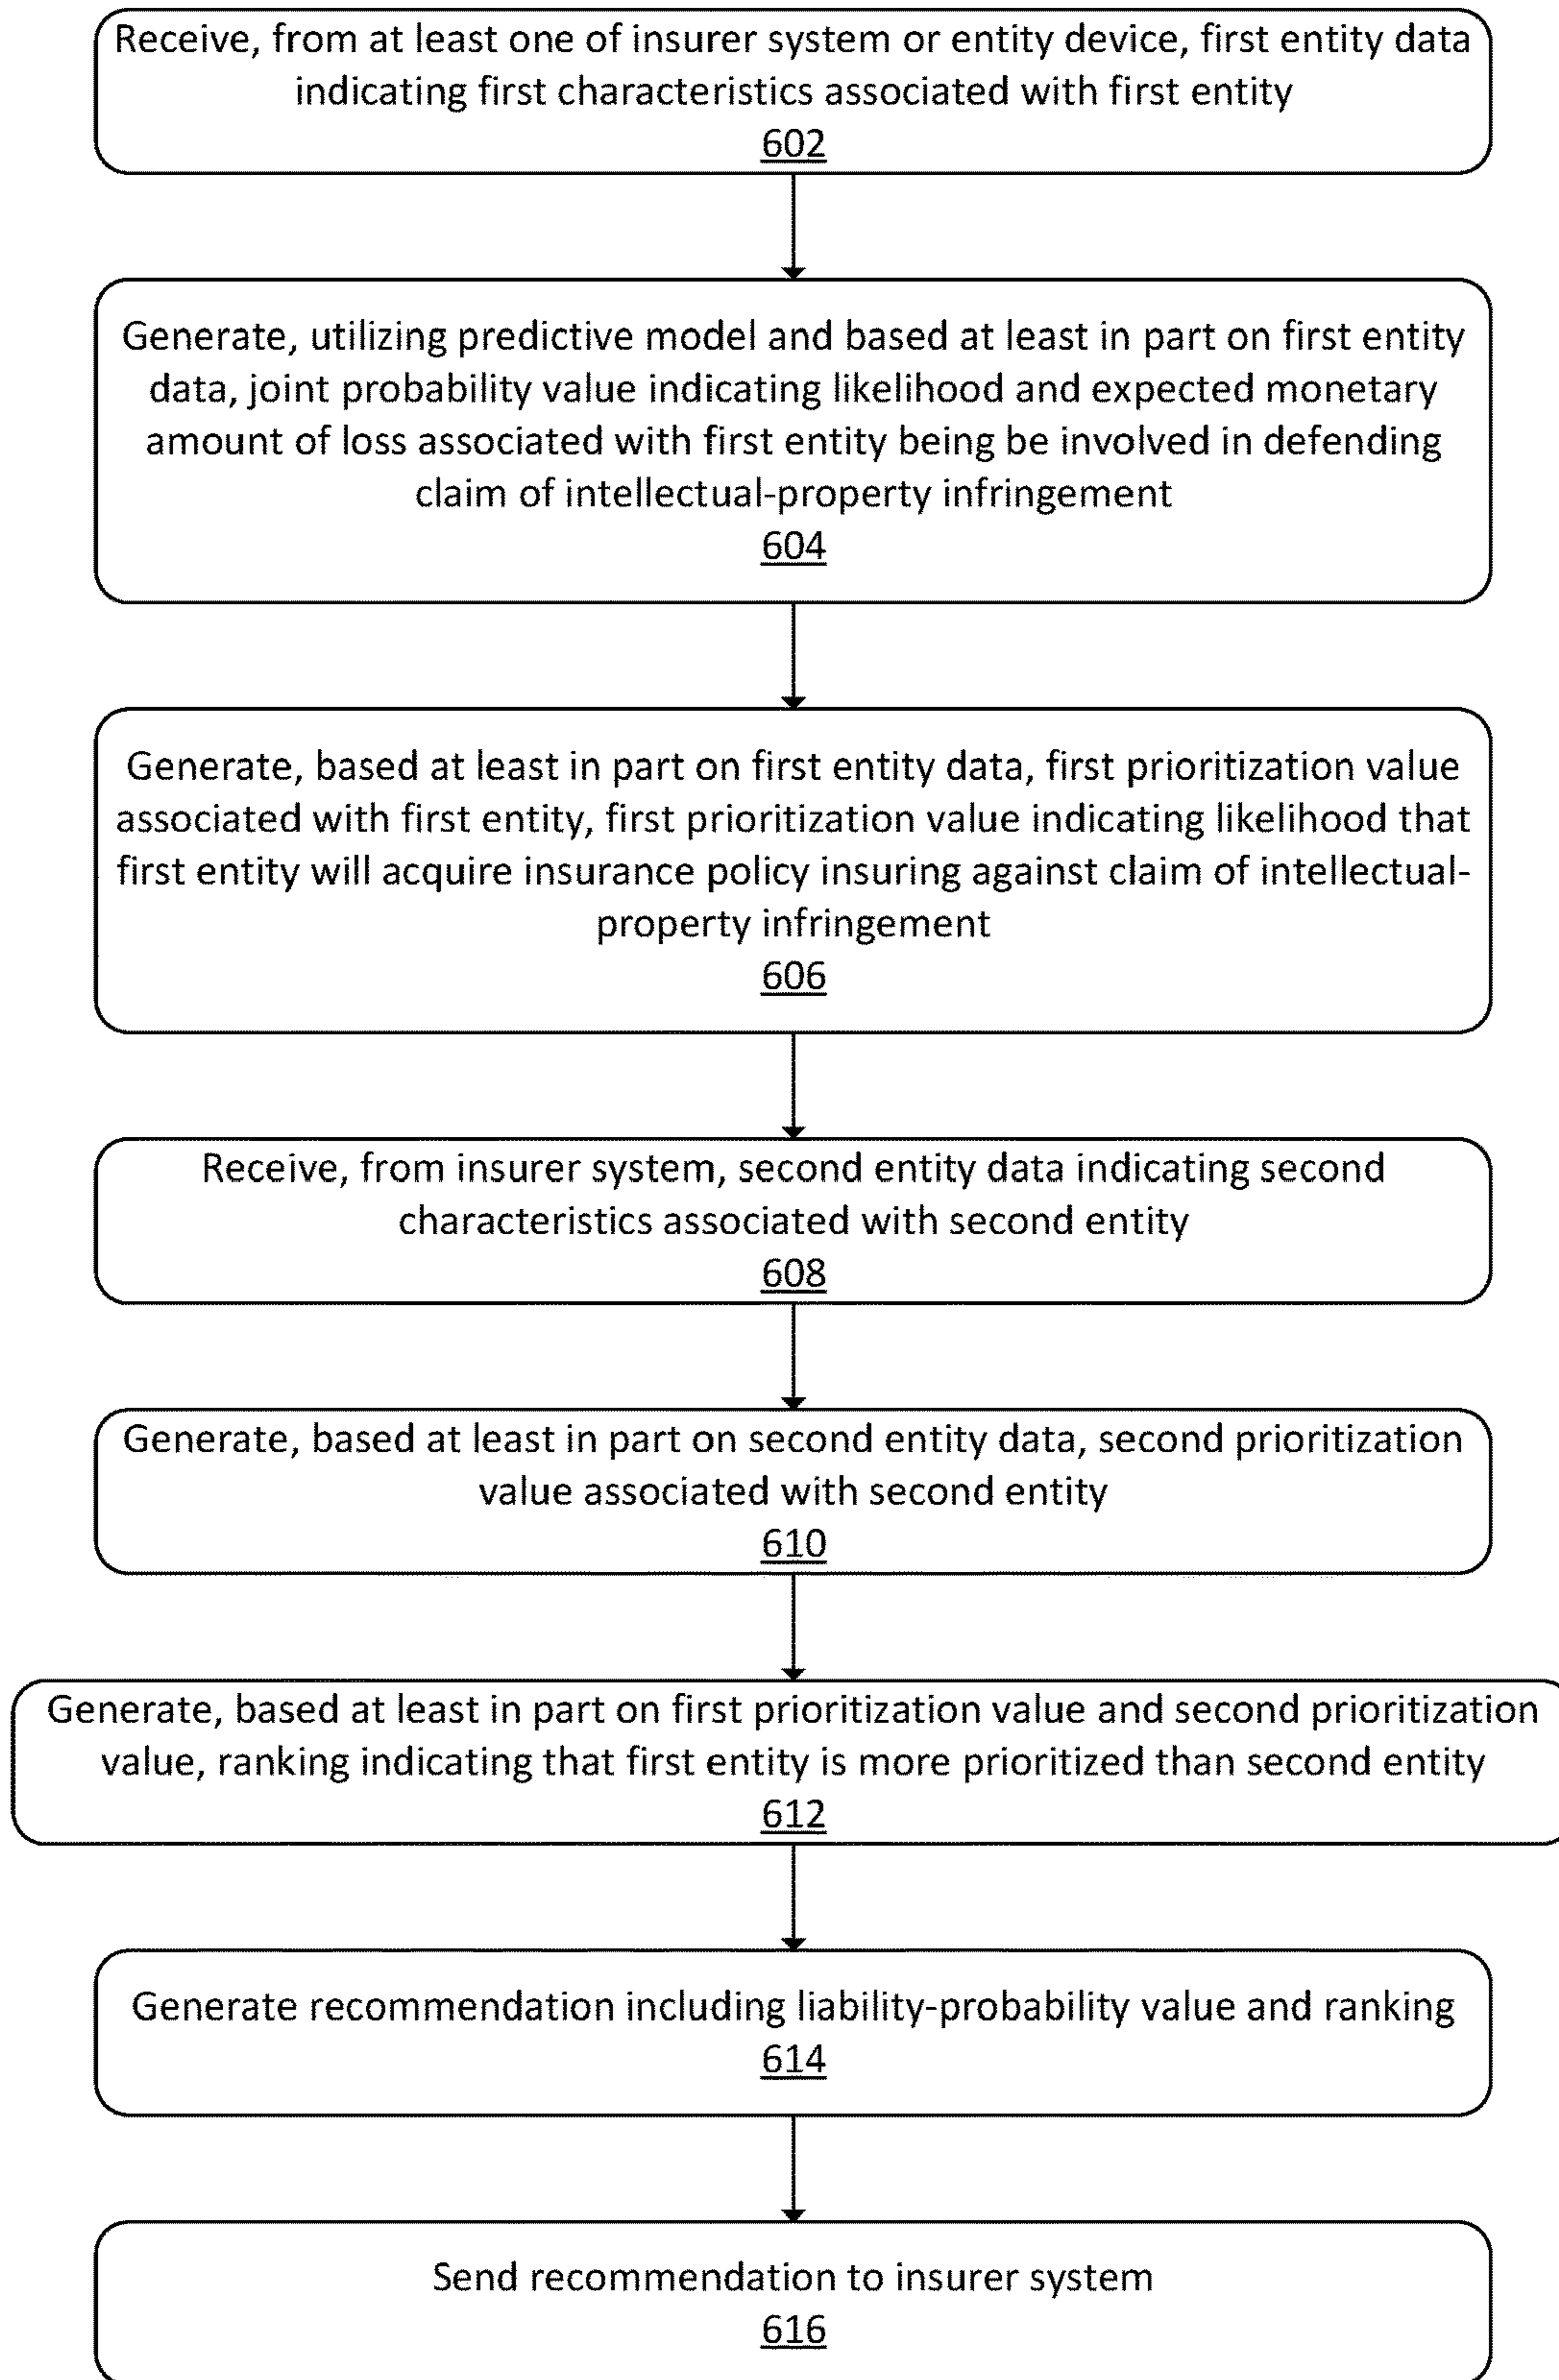 Receive, from at least one of insurer system or entity device, first entity data
indicating first characteristics associated with first entity
602
Generate, utilizing predictive model and based at least in part on first entity
data, joint probability value indicating likelihood and expected monetary
amount of loss associated with first entity being be involved in defending
claim of intellectual-property infringement
604
Generate, based at least in part on first entity data, first prioritization value
associated with first entity, first prioritization value indicating likelihood that
first entity will acquire insurance policy insuring against claim of intellectual-
property infringement
606
Receive, from insurer system, second entity data indicating second
characteristics associated with second entity
608
Generate, based at least in part on second entity data, second prioritization
value associated with second entity
610
Generate, based at least in part on first prioritization value and second prioritization
value, ranking indicating that first entity is more prioritized than second entity
612
Generate recommendation including liability-probability value and ranking
614
Send recommendation to insurer system
616